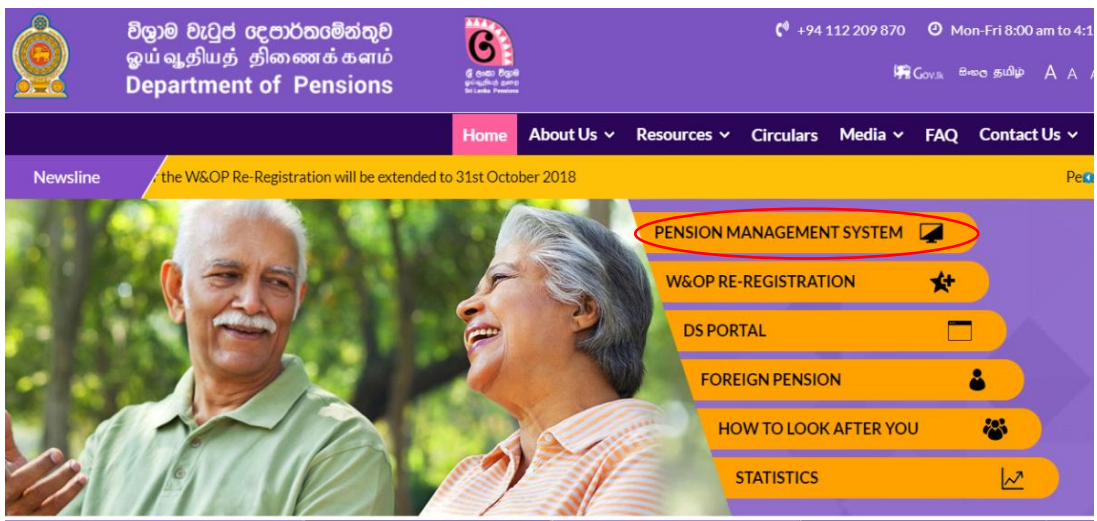 විශ්‍රාම වැටුප් දෙපාර්තමේන්තුව
ஓய்வூதியத் திணைக்களம்
Department of Pensions
ශ්‍රී ලංකා විශ්‍රාම
Sri Lanka Pensions
+94 112 209 870 Mon-Fri 8:00 am to 4:1
Gov.lk සිංහල தமிழ் A A A
Home About Us Resources Circulars Media FAQ Contact Us
Newsline the W&OP Re-Registration will be extended to 31st October 2018
PENSION MANAGEMENT SYSTEM
W&OP RE-REGISTRATION
DS PORTAL
FOREIGN PENSION
HOW TO LOOK AFTER YOU
STATISTICS